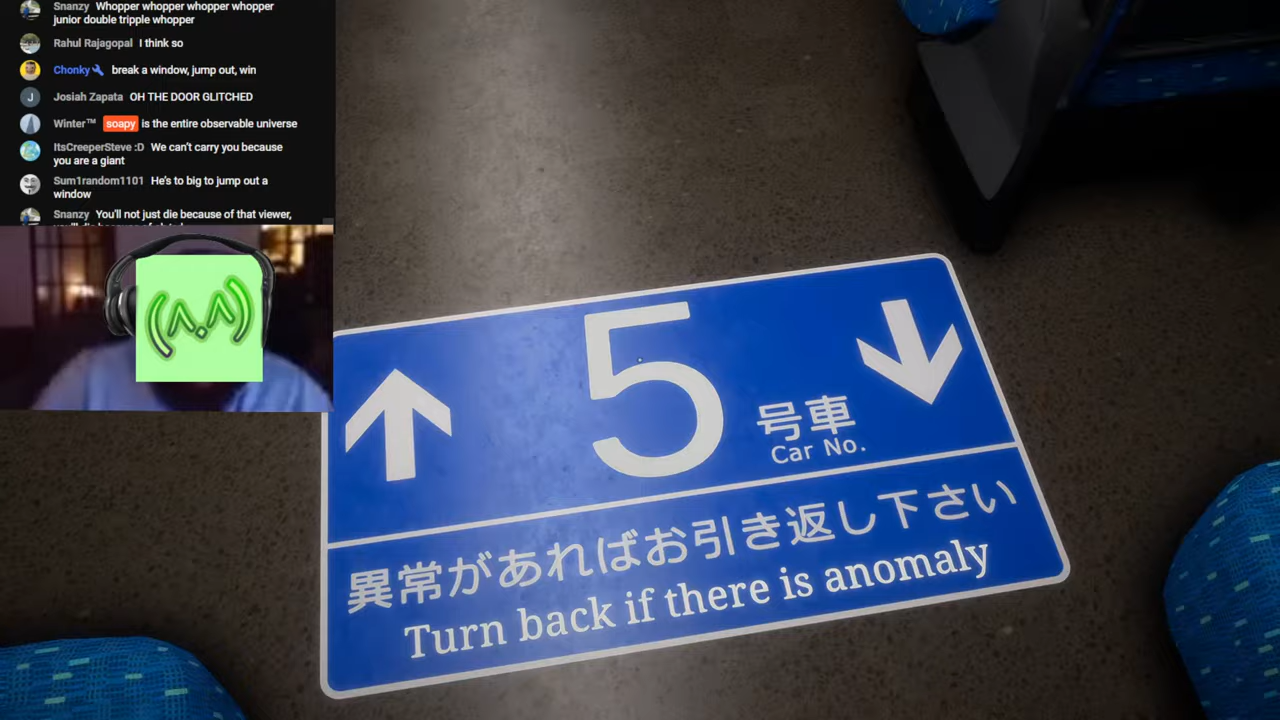 Snanzy Whopper whopper whopper whopper
junior double tripple whopper
Rahul Rajagopal I think so
Chonky break a window, jump out, win
J Josiah Zapata OH THE DOOR GLITCHED
Winter™ soapy is the entire observable universe
ItsCreeperSteve :D We can't carry you because
you are a giant
Sum1random1101 He's to big to jump out a
window
Snanzy You'll not just die because of that viewer,
(^.^)
5 号車
Car No.
異常があればお引き返し下さい
Turn back if there is anomaly